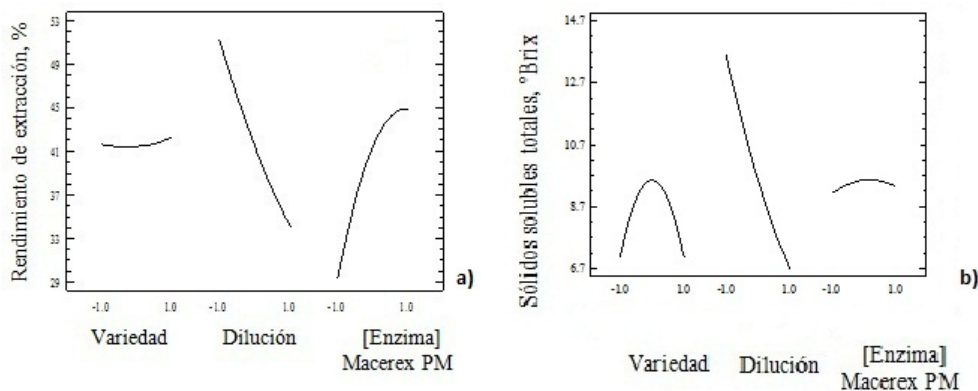 Rendimiento de extracción, %
53
49
45
41
37
33
29
-1.0 1.0 -1.0 1.0 -1.0 1.0
Variedad Dilución [Enzima]
Macerex PM
a)
Sólidos solubles totales, °Brix
14.7
12.7
10.7
8.7
6.7
-1.0 1.0 -1.0 1.0 -1.0 1.0
Variedad Dilución [Enzima]
Macerex PM
b)